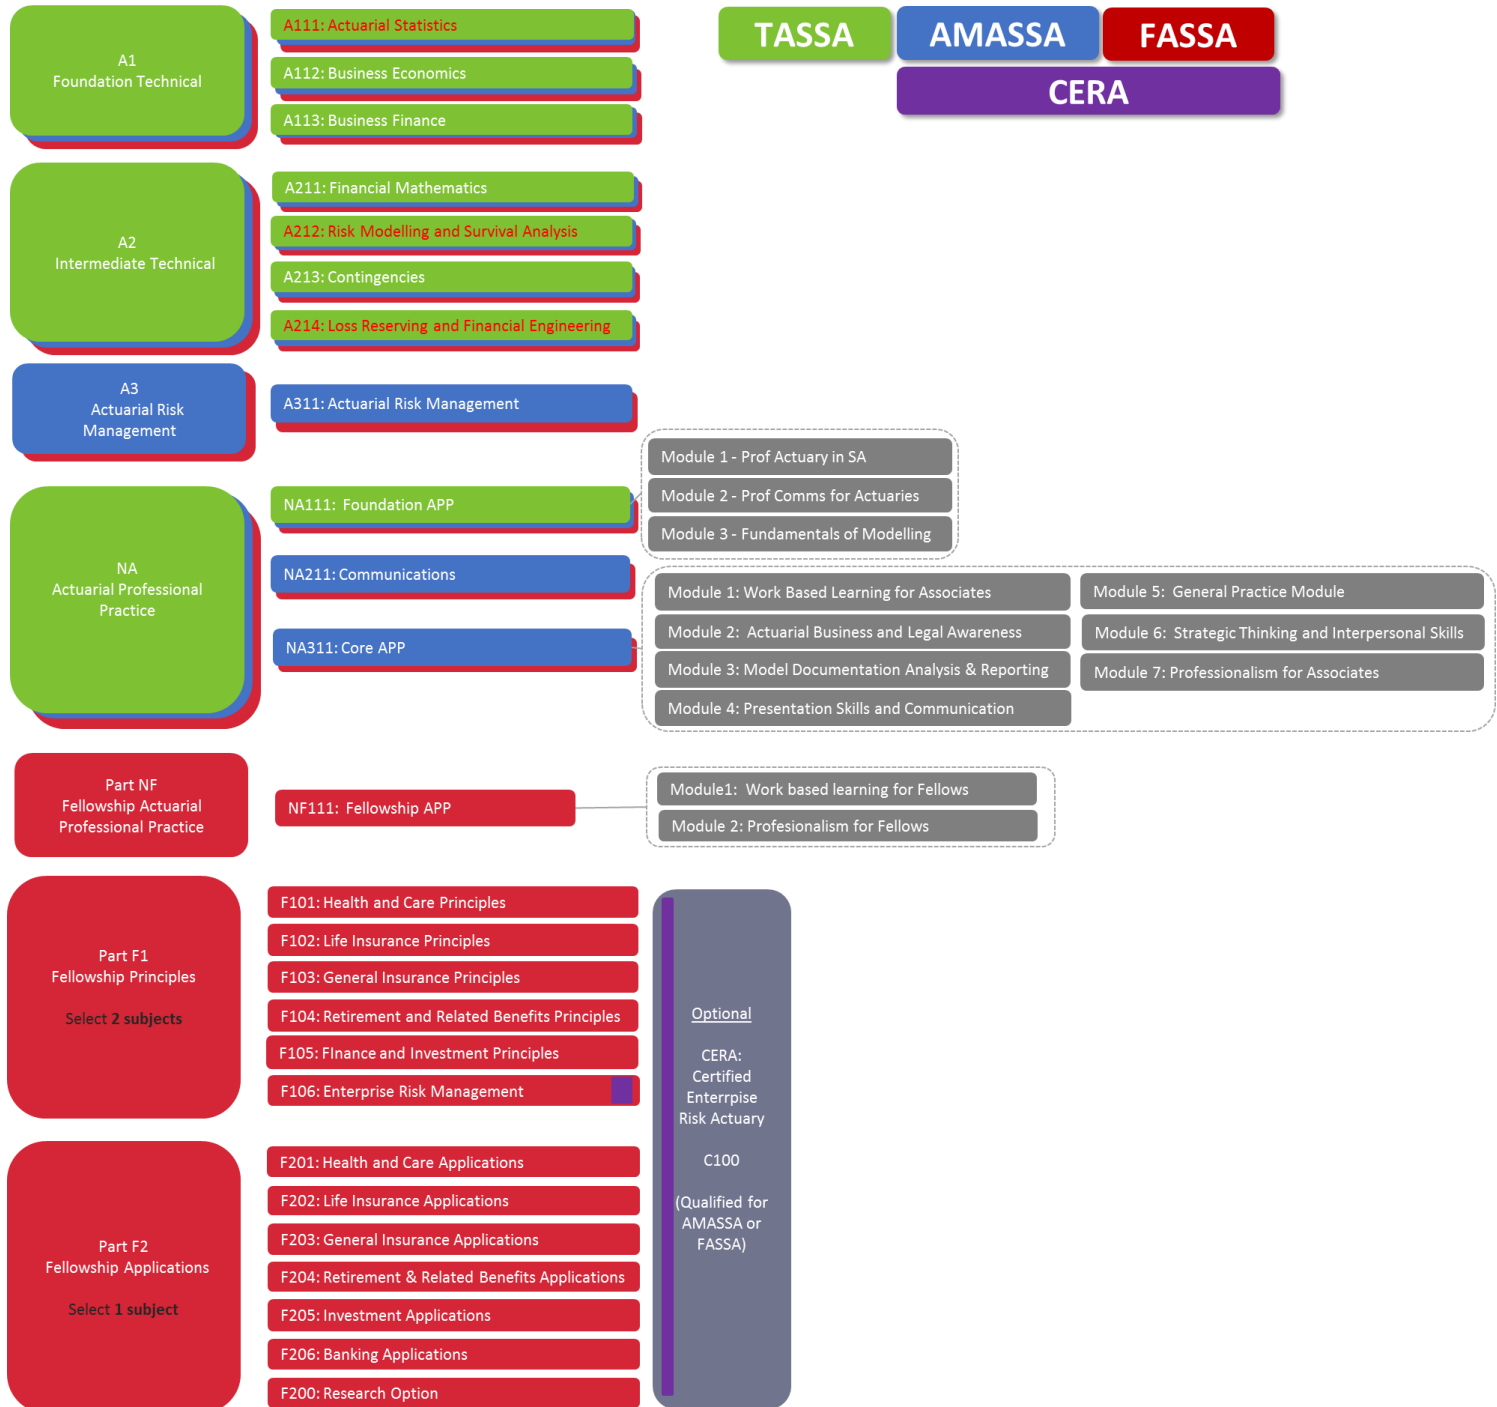 TASSA
AMASSA
FASSA
CERA
A1
Foundation Technical
A111: Actuarial Statistics
A112: Business Economics
A113: Business Finance
A2
Intermediate Technical
A211: Financial Mathematics
A212: Risk Modelling and Survival Analysis
A213: Contingencies
A214: Loss Reserving and Financial Engineering
A3
Actuarial Risk
Management
A311: Actuarial Risk Management
NA
Actuarial Professional
Practice
NA111: Foundation APP
Module 1 - Prof Actuary in SA
Module 2 - Prof Comms for Actuaries
Module 3 - Fundamentals of Modelling
NA211: Communications
NA311: Core APP
Module 1: Work Based Learning for Associates
Module 2: Actuarial Business and Legal Awareness
Module 3: Model Documentation Analysis & Reporting
Module 4: Presentation Skills and Communication
Module 5: General Practice Module
Module 6: Strategic Thinking and Interpersonal Skills
Module 7: Professionalism for Associates
Part NF
Fellowship Actuarial
Professional Practice
NF111: Fellowship APP
Module1: Work based learning for Fellows
Module 2: Profesionalism for Fellows
Part F1
Fellowship Principles
Select 2 subjects
F101: Health and Care Principles
F102: Life Insurance Principles
F103: General Insurance Principles
F104: Retirement and Related Benefits Principles
F105: FInance and Investment Principles
F106: Enterprise Risk Management
Part F2
Fellowship Applications
Select 1 subject
F201: Health and Care Applications
F202: Life Insurance Applications
F203: General Insurance Applications
F204: Retirement & Related Benefits Applications
F205: Investment Applications
F206: Banking Applications
F200: Research Option
Optional
CERA:
Certified
Enterrpise
Risk Actuary
C100
(Qualified for
AMASSA or
FASSA)